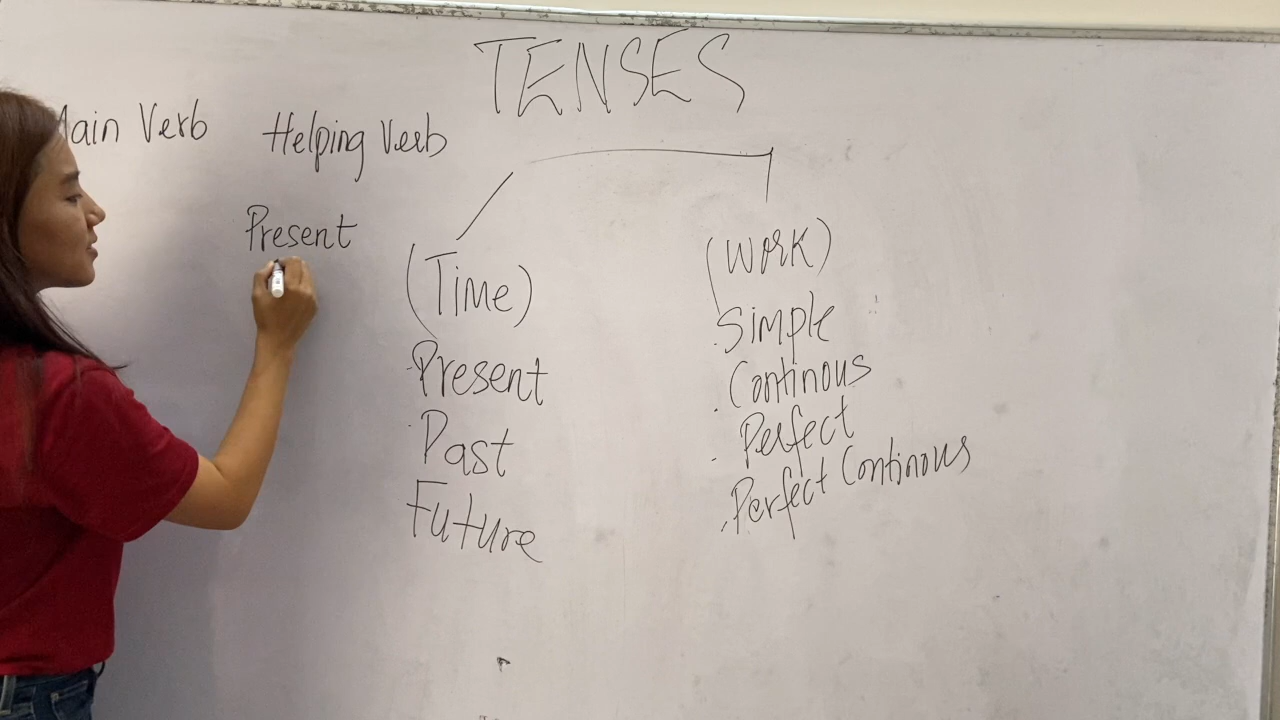 TENSES
Main Verb
Helping Verb
Present
(Time)
Present
Past
Future
(Work)
Simple
Continous
Perfect
Perfect Continous